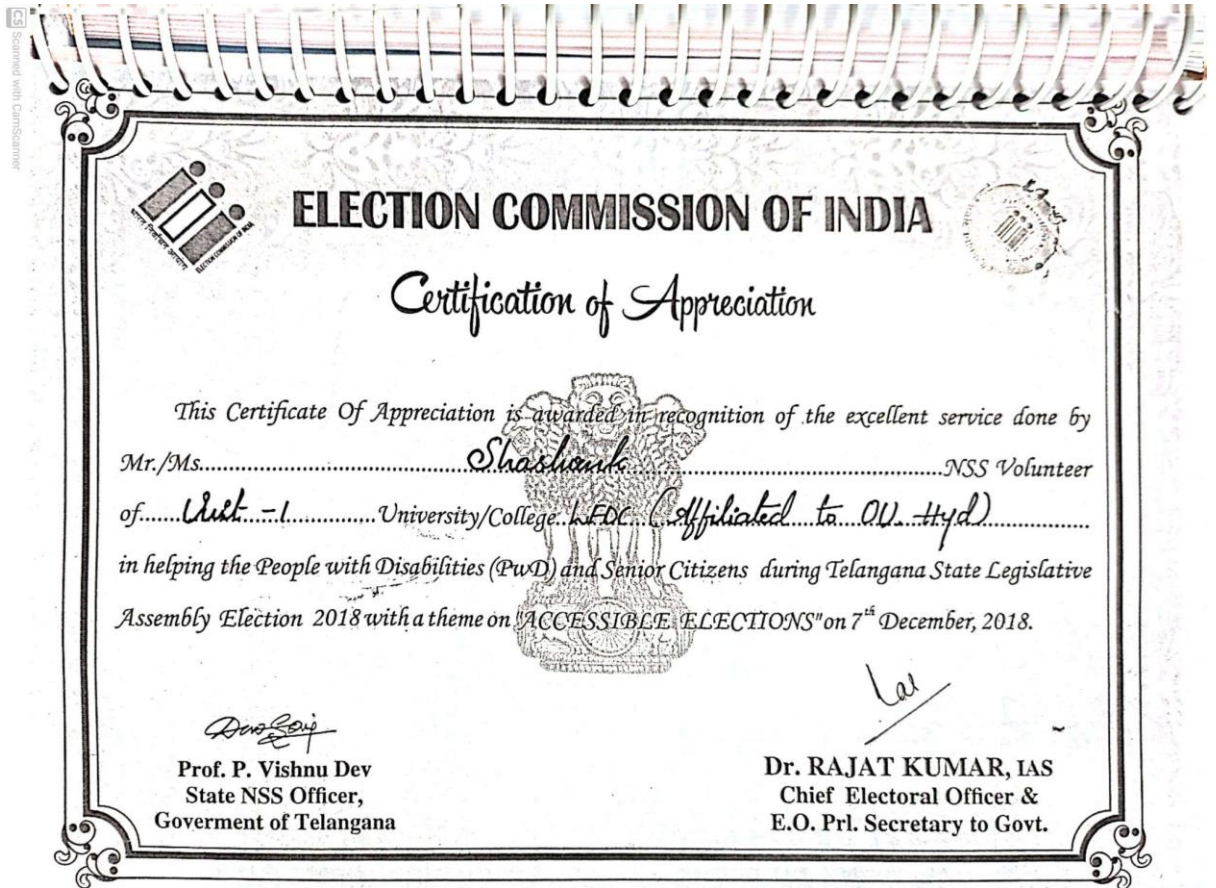 CS Scanned with CamScanner
ELECTION COMMISSION OF INDIA
ELECTION COMMISSION OF INDIA
Certification of Appreciation
This Certificate Of Appreciation is awarded in recognition of the excellent service done by
Mr./Ms. Shashank NSS Volunteer
of Unit - 1 University/College (Affiliated to OU. Hyd)
in helping the People with Disabilities (PwD) and Senior Citizens during Telangana State Legislative
Assembly Election 2018 with a theme on "ACCESSIBLE ELECTIONS" on 7th December, 2018.
Prof. P. Vishnu Dev
State NSS Officer,
Goverment of Telangana
Dr. RAJAT KUMAR, IAS
Chief Electoral Officer &
E.O. Prl. Secretary to Govt.